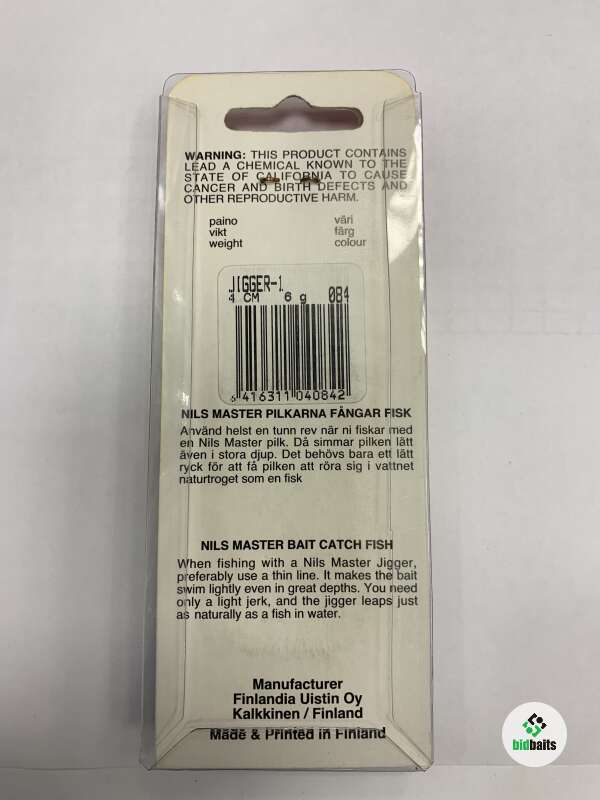 WARNING: THIS PRODUCT CONTAINS
LEAD A CHEMICAL KNOWN TO THE
STATE OF CALIFORNIA TO CAUSE
CANCER AND BIRTH DEFECTS AND
OTHER REPRODUCTIVE HARM.
paino väri
vikt färg
weight colour
JIGGER-1
4 CM 6 g 084
6 416311 040842
NILS MASTER PILKARNA FÅNGAR FISK
Använd helst en tunn rev när ni fiskar med
en Nils Master pilk. Då simmar pilken lätt
även i stora djup. Det behövs bara ett lätt
ryck för att få pilken att röra sig i vattnet
naturtroget som en fisk
NILS MASTER BAIT CATCH FISH
When fishing with a Nils Master Jigger,
preferably use a thin line. It makes the bait
swim lightly even in great depths. You need
only a light jerk, and the jigger leaps just
as naturally as a fish in water.
Manufacturer
Finlandia Uistin Oy
Kalkkinen / Finland
Made & Printed in Finland
bidbaits